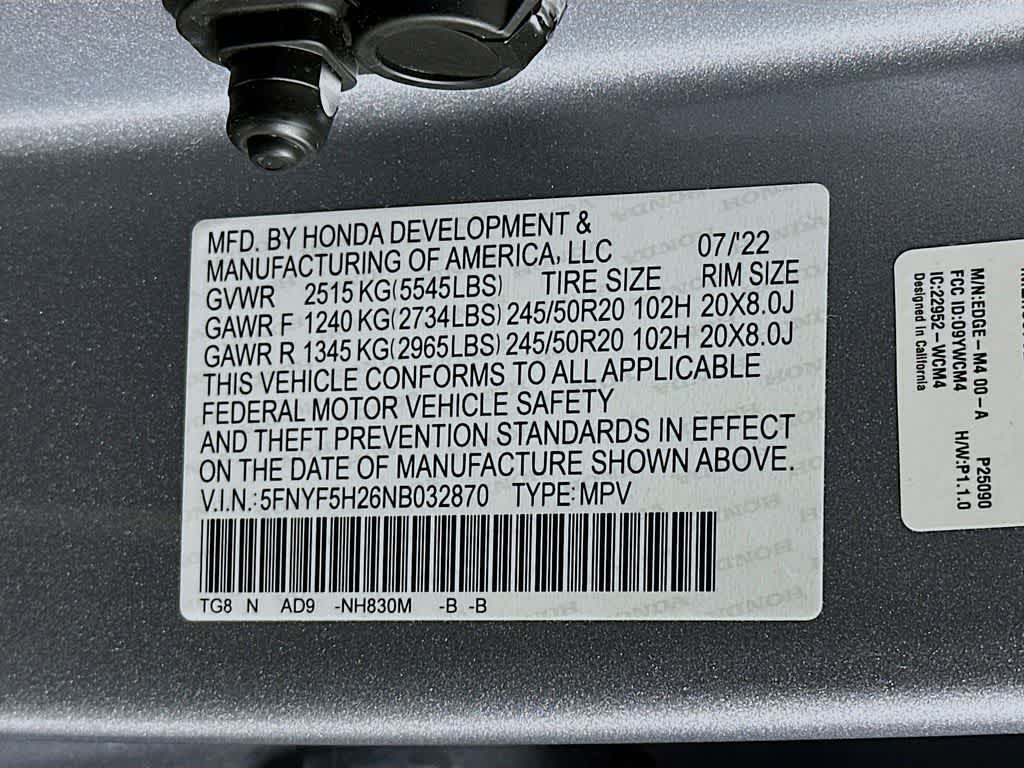 MFD. BY HONDA DEVELOPMENT &
MANUFACTURING OF AMERICA, LLC 07/'22
GVWR 2515 KG(5545LBS) TIRE SIZE RIM SIZE
GAWR F 1240 KG(2734LBS) 245/50R20 102H 20X8.0J
GAWR R 1345 KG(2965LBS) 245/50R20 102H 20X8.0J
THIS VEHICLE CONFORMS TO ALL APPLICABLE
FEDERAL MOTOR VEHICLE SAFETY
AND THEFT PREVENTION STANDARDS IN EFFECT
ON THE DATE OF MANUFACTURE SHOWN ABOVE.
V.I.N.: 5FNYF5H26NB032870 TYPE: MPV
TG8 N AD9 -NH830M -B -B
M/N:EDGE-M4 00-A P25090
FCC ID:O9YWCM4 H/W:P1.1.0
IC:22952-WCM4
Designed in California